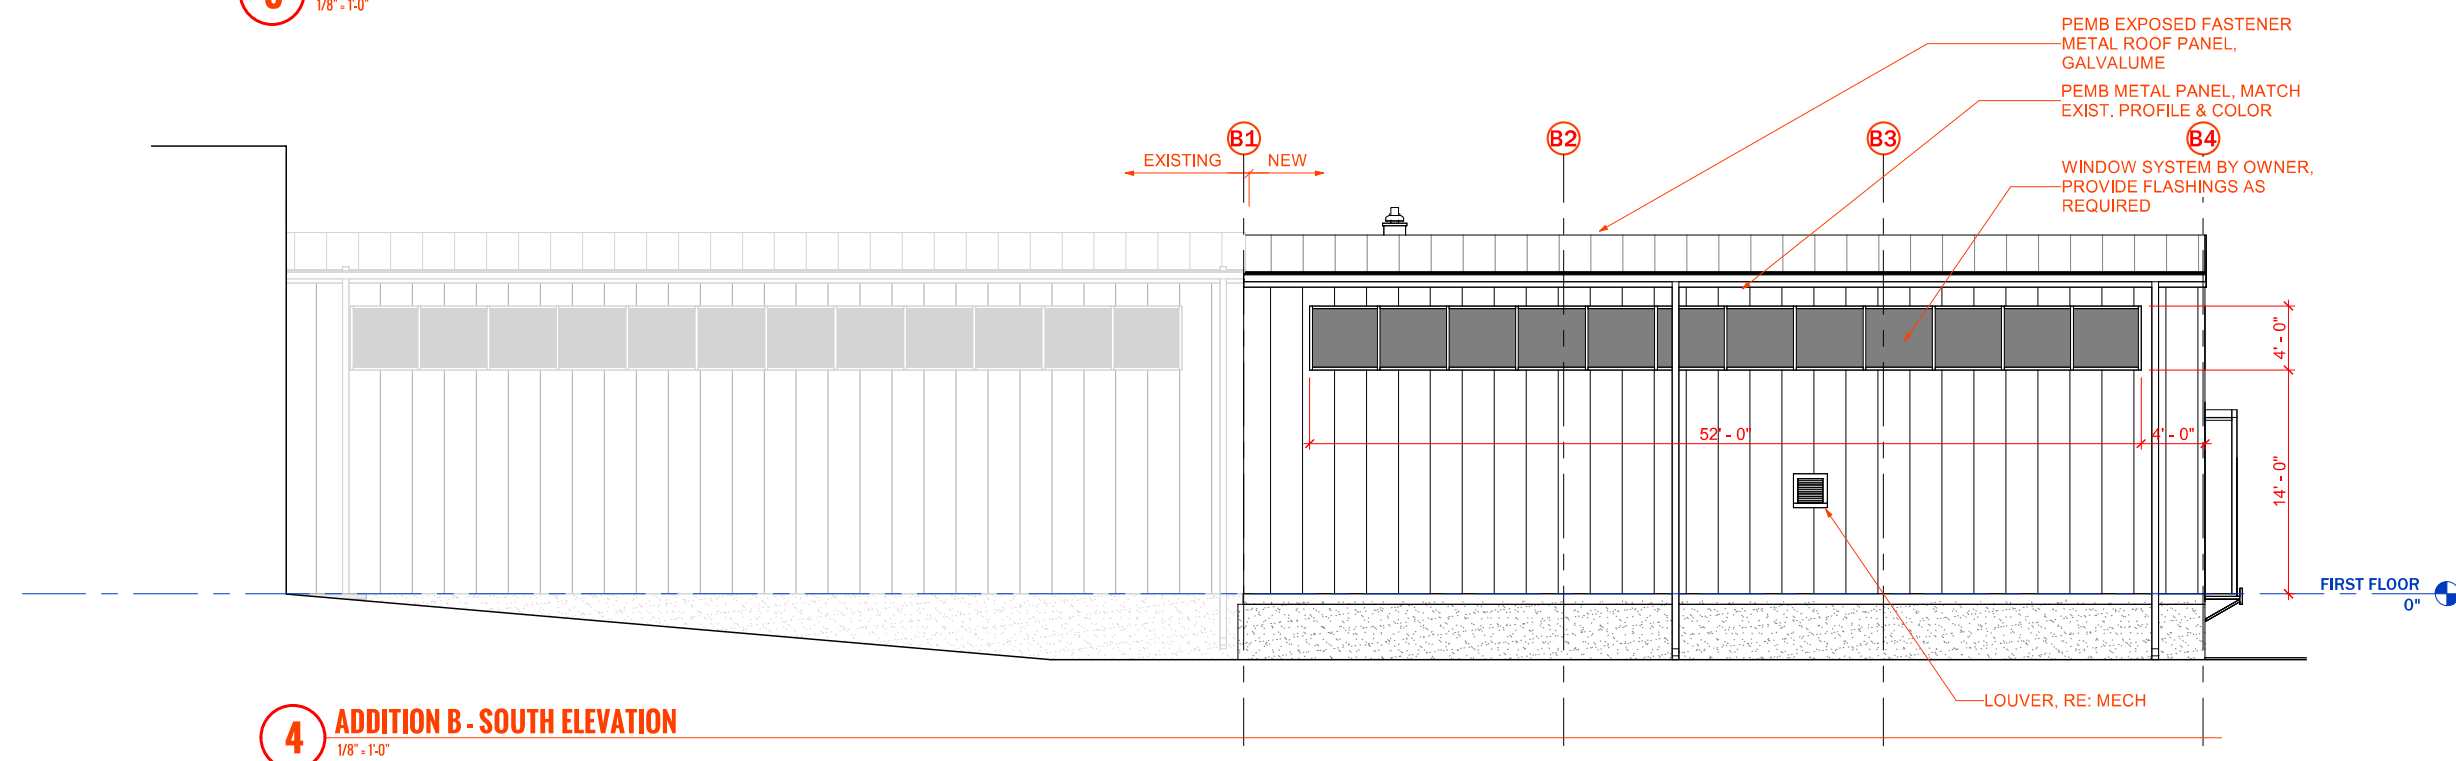 1/8" = 1'-0"
PEMB EXPOSED FASTENER
METAL ROOF PANEL,
GALVALUME
PEMB METAL PANEL, MATCH
EXIST. PROFILE & COLOR
B1
B2
B3
B4
EXISTING
NEW
WINDOW SYSTEM BY OWNER,
PROVIDE FLASHINGS AS
REQUIRED
4' - 0"
52' - 0"
4' - 0"
14' - 0"
FIRST FLOOR
0"
LOUVER, RE: MECH
4
ADDITION B - SOUTH ELEVATION
1/8" = 1'-0"